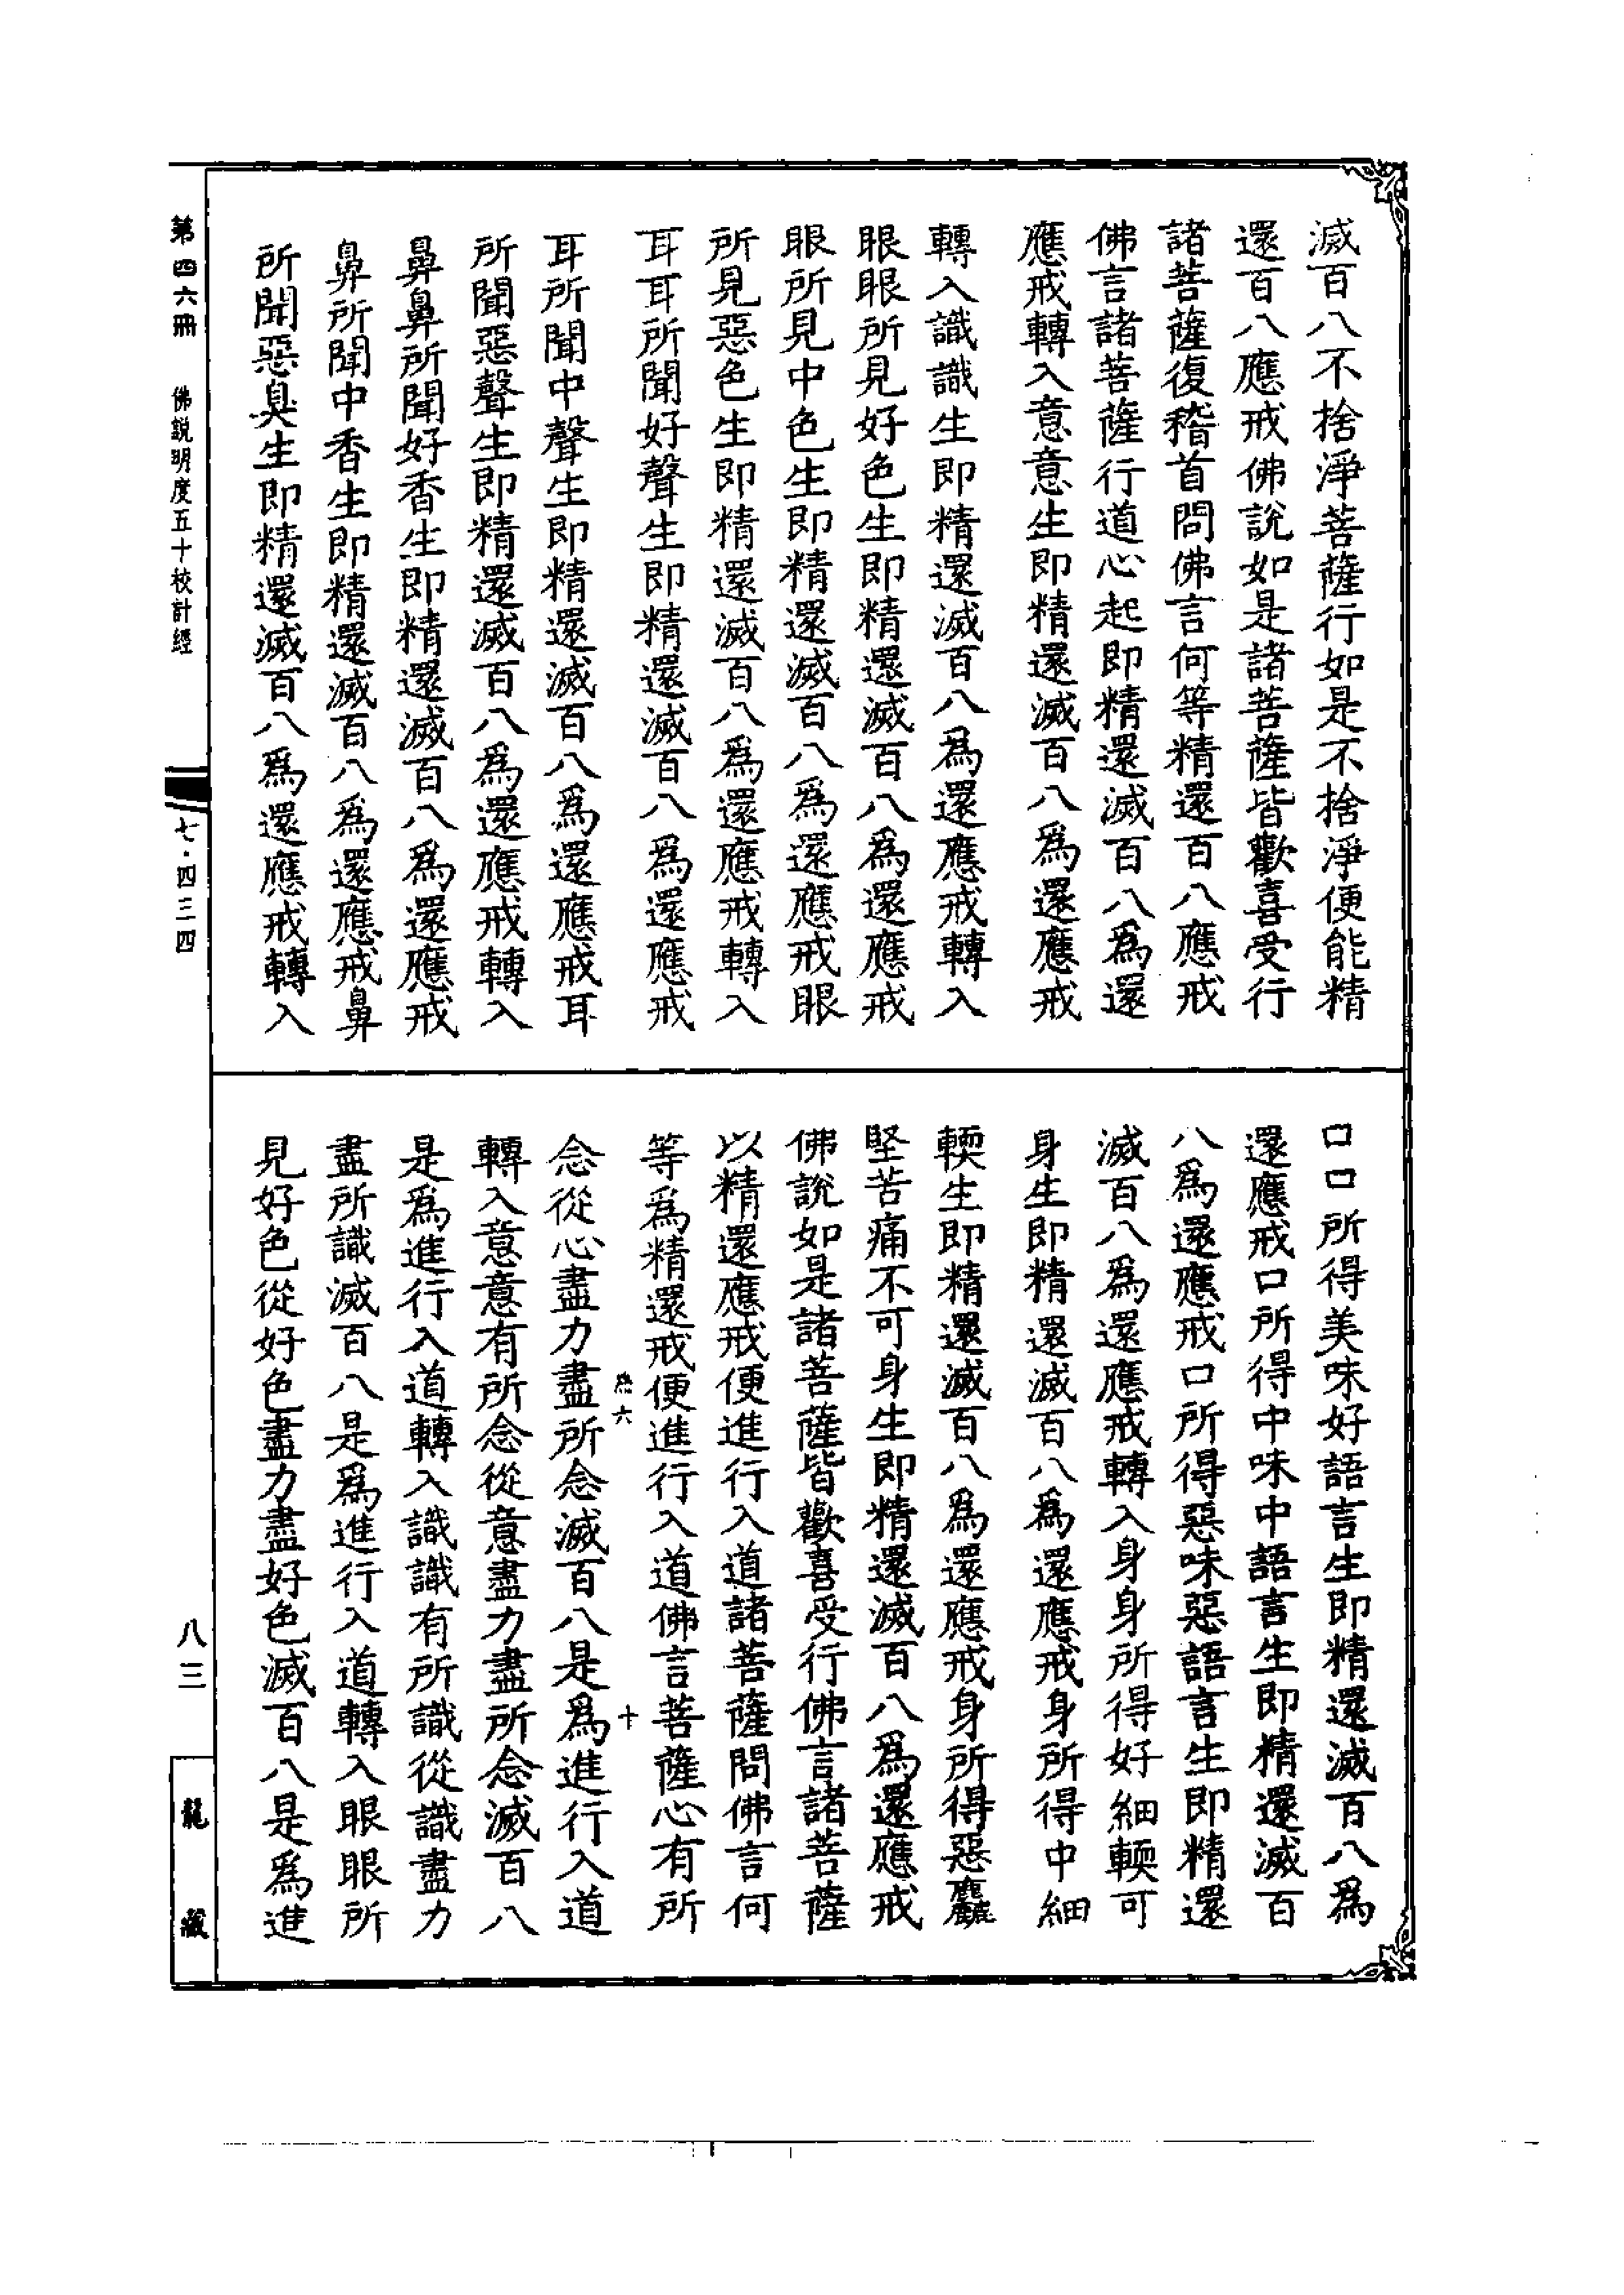 滅百八不捨淨菩薩行如是不捨淨便能精
還百八應戒佛說如是諸菩薩皆歡喜受行
諸菩薩復稽首問佛言何等精還百八應戒
佛言諸菩薩行道心起即精還滅百八為還
應戒轉入意意生即精還滅百八為還應戒
轉入識識生即精還滅百八為還應戒轉入
眼眼所見好色生即精還滅百八為還應戒
眼所見中色生即精還滅百八為還應戒眼
所見惡色生即精還滅百八為還應戒轉入
耳耳所聞好聲生即精還滅百八為還應戒
耳所聞中聲生即精還滅百八為還應戒耳
所聞惡聲生即精還滅百八為還應戒轉入
鼻鼻所聞好香生即精還滅百八為還應戒
鼻所聞中香生即精還滅百八為還應戒鼻
所聞惡臭生即精還滅百八為還應戒轉入
口口所得美味好語言生即精還滅百八為
還應戒口所得中味中語言生即精還滅百
八為還應戒口所得惡味惡語言生即精還
滅百八為還應戒轉入身身所得好細輭可
身生即精還滅百八為還應戒身所得中細
輭生即精還滅百八為還應戒身所得惡麤
堅苦痛不可身生即精還滅百八為還應戒
佛說如是諸菩薩皆歡喜受行佛言諸菩薩
以精還應戒便進行入道諸菩薩問佛言何
等為精還戒便進行入道佛言菩薩心有所
六 十
念從心盡力盡所念滅百八是為進行入道
轉入意意有所念從意盡力盡所念滅百八
是為進行入道轉入識識有所識從識盡力
盡所識滅百八是為進行入道轉入眼眼所
見好色從好色盡力盡好色滅百八是為進
第四六冊 佛說明度五十校計經
七·四三四
八三
龍藏